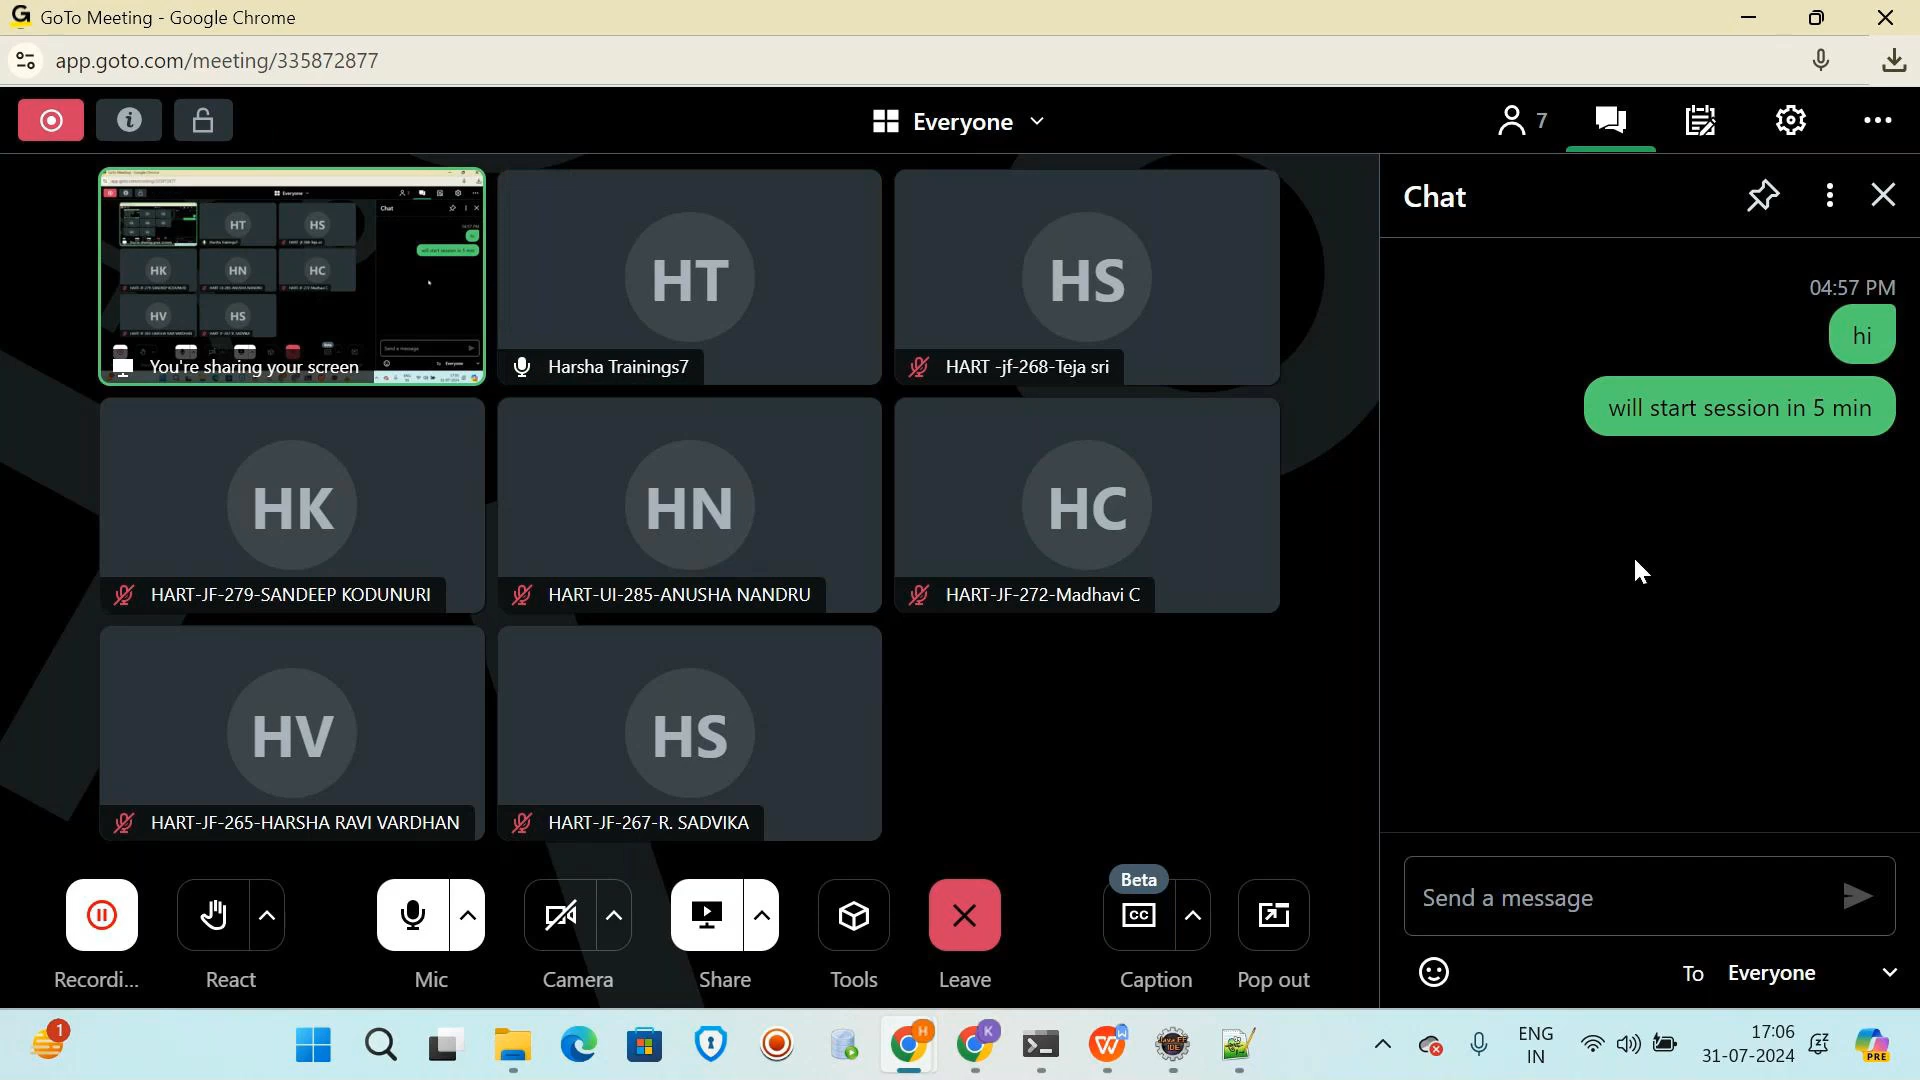 GoTo Meeting - Google Chrome
app.goto.com/meeting/335872877
Everyone
7
Chat
04:57 PM
hi
will start session in 5 min
You're sharing your screen
HT
Harsha Trainings7
HS
HART -jf-268-Teja sri
HK
HART-JF-279-SANDEEP KODUNURI
HN
HART-UI-285-ANUSHA NANDRU
HC
HART-JF-272-Madhavi C
HV
HART-JF-265-HARSHA RAVI VARDHAN
HS
HART-JF-267-R. SADVIKA
Beta
CC
Recordi...
React
Mic
Camera
Share
Tools
Leave
Caption
Pop out
Send a message
To Everyone
1
H
K
W
ENG
IN
17:06
31-07-2024
PRE